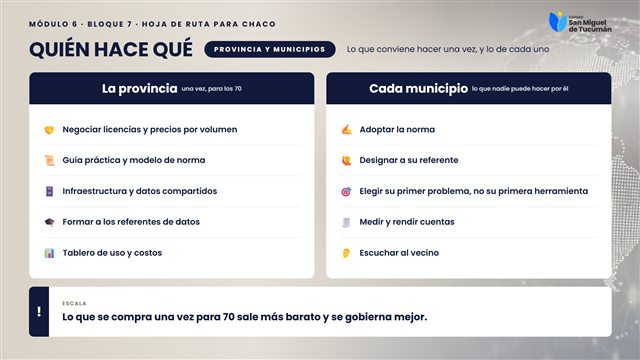 MÓDULO 6 · BLOQUE 7 · HOJA DE RUTA PARA CHACO
CIUDAD
San Miguel
de Tucumán
QUIÉN HACE QUÉ
PROVINCIA Y MUNICIPIOS
Lo que conviene hacer una vez, y lo de cada uno
La provincia una vez, para los 70
Negociar licencias y precios por volumen
Guía práctica y modelo de norma
Infraestructura y datos compartidos
Formar a los referentes de datos
Tablero de uso y costos
Cada municipio lo que nadie puede hacer por él
Adoptar la norma
Designar a su referente
Elegir su primer problema, no su primera herramienta
Medir y rendir cuentas
Escuchar al vecino
!
ESCALA
Lo que se compra una vez para 70 sale más barato y se gobierna mejor.